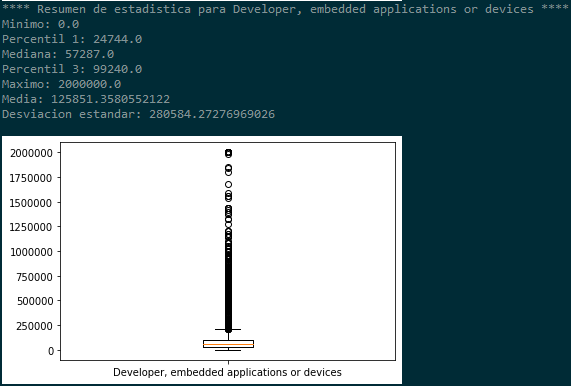 **** Resumen de estadistica para Developer, embedded applications or devices ****
Minimo: 0.0
Percentil 1: 24744.0
Mediana: 57287.0
Percentil 3: 99240.0
Maximo: 2000000.0
Media: 125851.3580552122
Desviacion estandar: 280584.27276969026
2000000
1750000
1500000
1250000
1000000
750000
500000
250000
0
Developer, embedded applications or devices